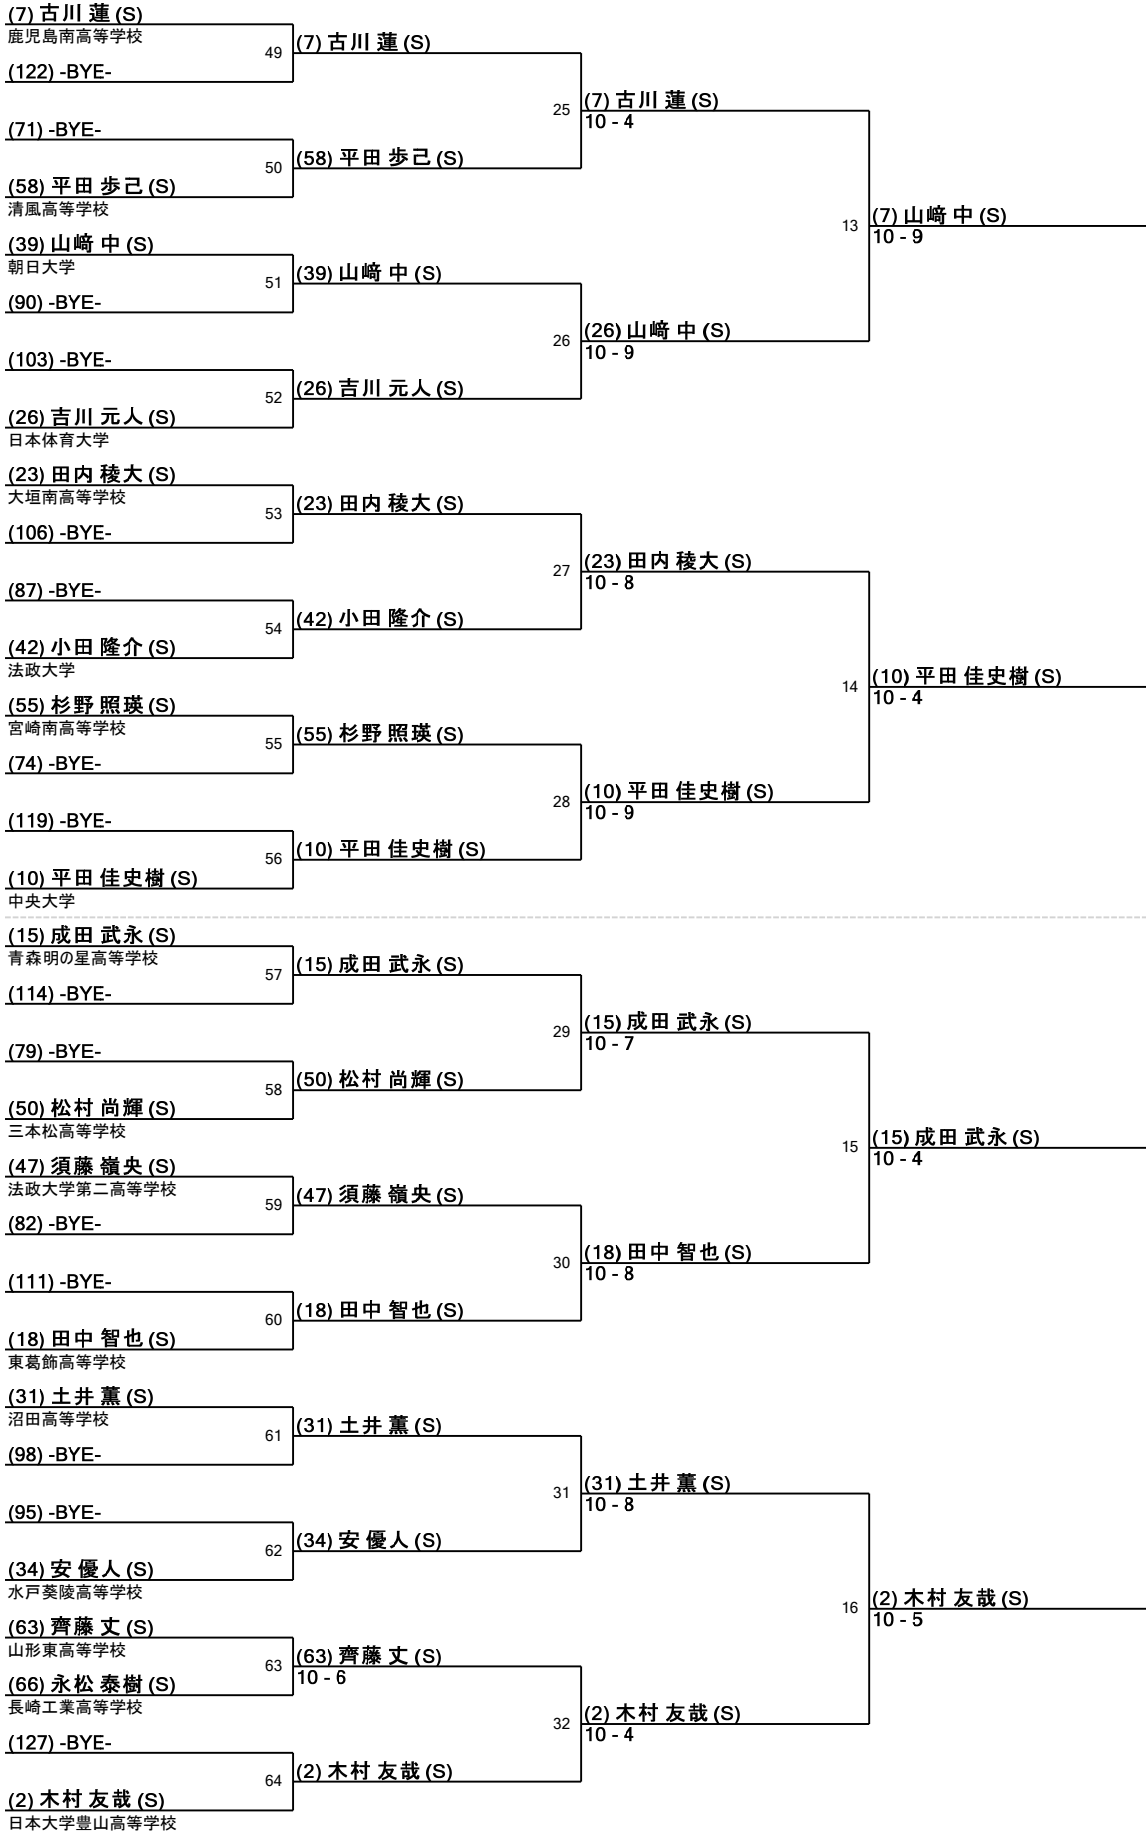 (7) 古川 蓮 (S)
鹿児島南高等学校
49
(7) 古川 蓮 (S)
(122) -BYE-
25
(7) 古川 蓮 (S)
10 - 4
(71) -BYE-
50
(58) 平田 歩己 (S)
(58) 平田 歩己 (S)
清風高等学校
13
(7) 山﨑 中 (S)
10 - 9
(39) 山﨑 中 (S)
朝日大学
51
(39) 山﨑 中 (S)
(90) -BYE-
26
(26) 山﨑 中 (S)
10 - 9
(103) -BYE-
52
(26) 吉川 元人 (S)
(26) 吉川 元人 (S)
日本体育大学
(23) 田内 稜大 (S)
大垣南高等学校
53
(23) 田内 稜大 (S)
(106) -BYE-
27
(23) 田内 稜大 (S)
10 - 8
(87) -BYE-
54
(42) 小田 隆介 (S)
(42) 小田 隆介 (S)
法政大学
14
(10) 平田 佳史樹 (S)
10 - 4
(55) 杉野 照瑛 (S)
宮崎南高等学校
55
(55) 杉野 照瑛 (S)
(74) -BYE-
28
(10) 平田 佳史樹 (S)
10 - 9
(119) -BYE-
56
(10) 平田 佳史樹 (S)
(10) 平田 佳史樹 (S)
中央大学
(15) 成田 武永 (S)
青森明の星高等学校
57
(15) 成田 武永 (S)
(114) -BYE-
29
(15) 成田 武永 (S)
10 - 7
(79) -BYE-
58
(50) 松村 尚輝 (S)
(50) 松村 尚輝 (S)
三本松高等学校
15
(15) 成田 武永 (S)
10 - 4
(47) 須藤 嶺央 (S)
法政大学第二高等学校
59
(47) 須藤 嶺央 (S)
(82) -BYE-
30
(18) 田中 智也 (S)
10 - 8
(111) -BYE-
60
(18) 田中 智也 (S)
(18) 田中 智也 (S)
東葛飾高等学校
(31) 土井 薫 (S)
沼田高等学校
61
(31) 土井 薫 (S)
(98) -BYE-
31
(31) 土井 薫 (S)
10 - 8
(95) -BYE-
62
(34) 安 優人 (S)
(34) 安 優人 (S)
水戸葵陵高等学校
16
(2) 木村 友哉 (S)
10 - 5
(63) 齊藤 丈 (S)
山形東高等学校
63
(63) 齊藤 丈 (S)
10 - 6
(66) 永松 泰樹 (S)
長崎工業高等学校
32
(2) 木村 友哉 (S)
10 - 4
(127) -BYE-
64
(2) 木村 友哉 (S)
(2) 木村 友哉 (S)
日本大学豊山高等学校